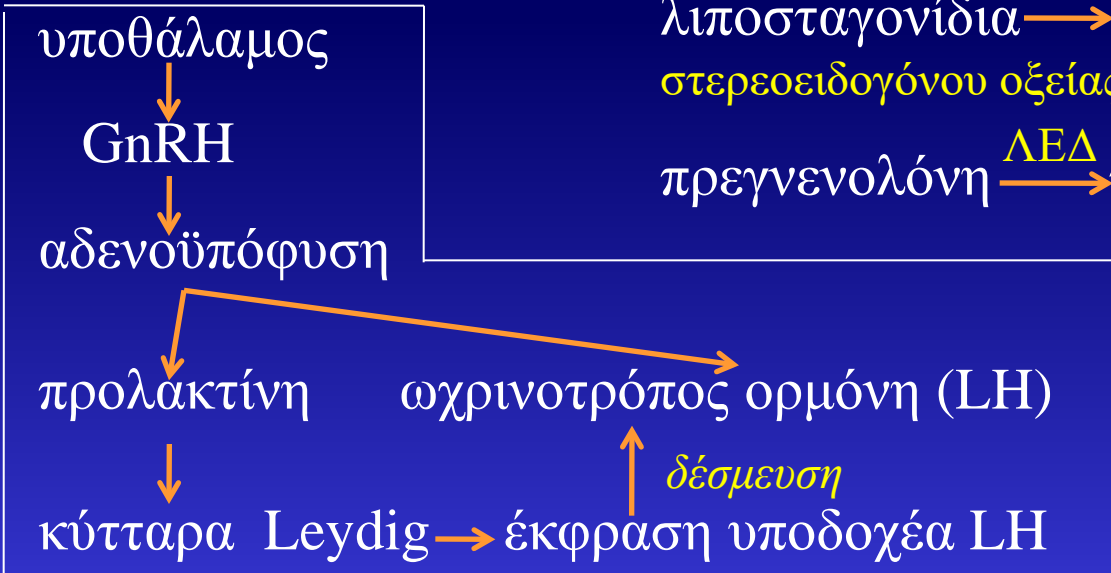 υποθάλαμος
GnRH
αδενοϋπόφυση
λιποσταγονίδια
στερεοειδογόνου οξείας
ΛΕΔ
πρεγνενολόνη
προλακτίνη ωχρινοτρόπος ορμόνη (LH)
δέσμευση
κύτταρα Leydig έκφραση υποδοχέα LH